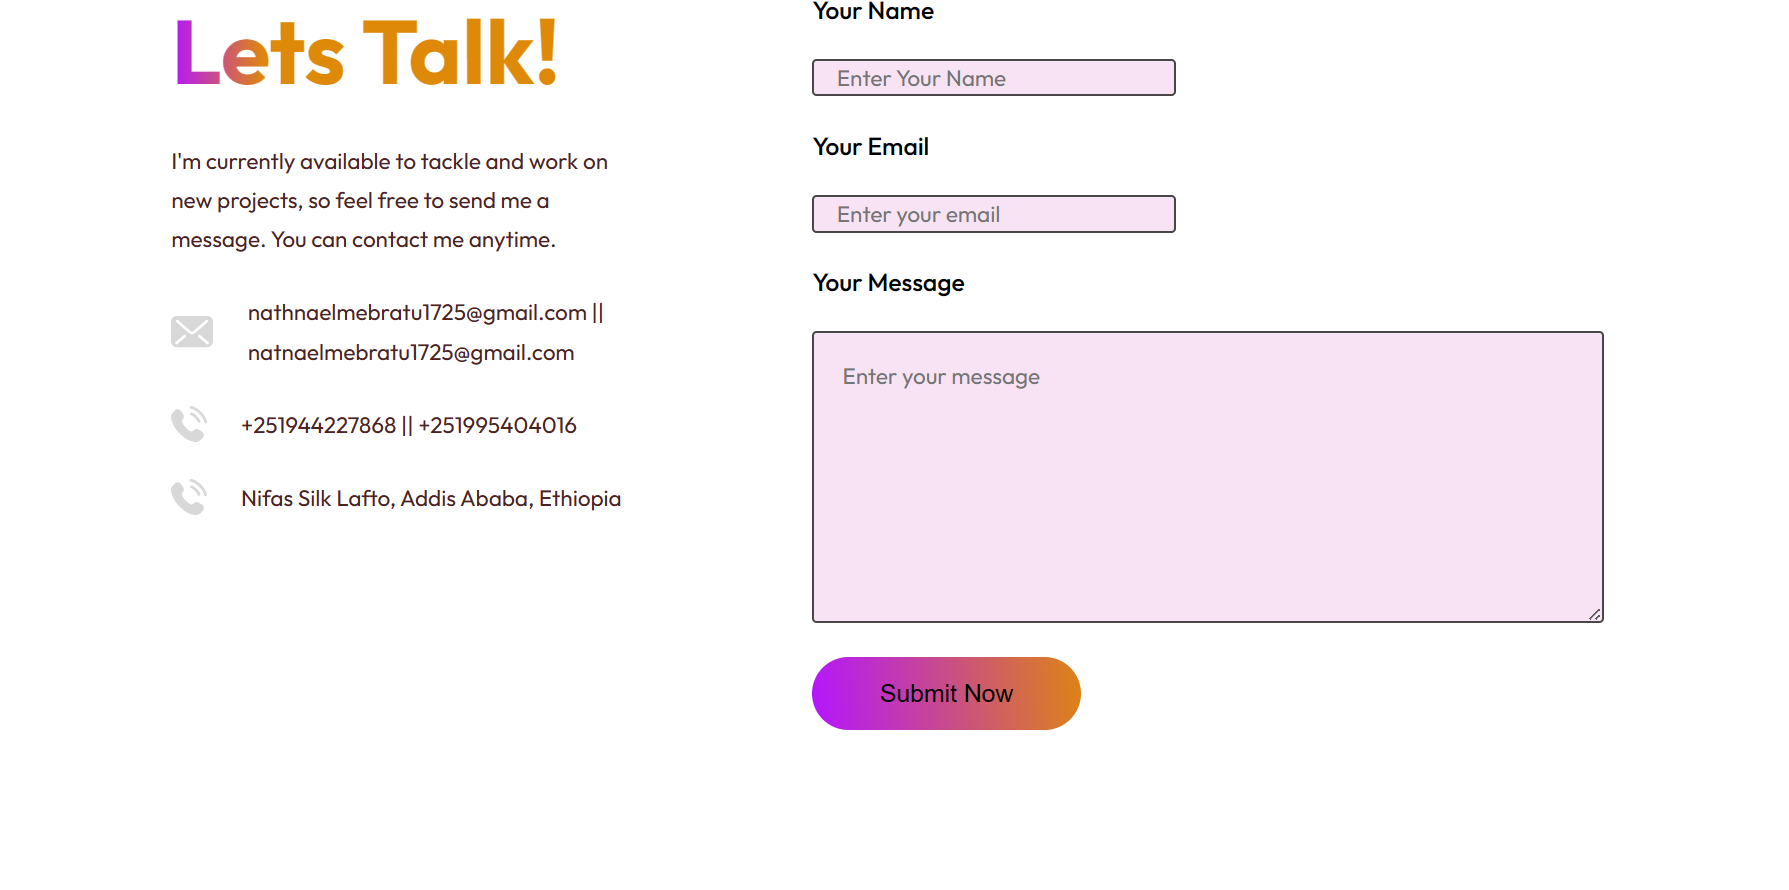 Lets Talk!
I'm currently available to tackle and work on
new projects, so feel free to send me a
message. You can contact me anytime.
nathnaelmebratu1725@gmail.com ||
natnaelmebratu1725@gmail.com
+251944227868 || +251995404016
Nifas Silk Lafto, Addis Ababa, Ethiopia
Your Name
Enter Your Name
Your Email
Enter your email
Your Message
Enter your message
Submit Now